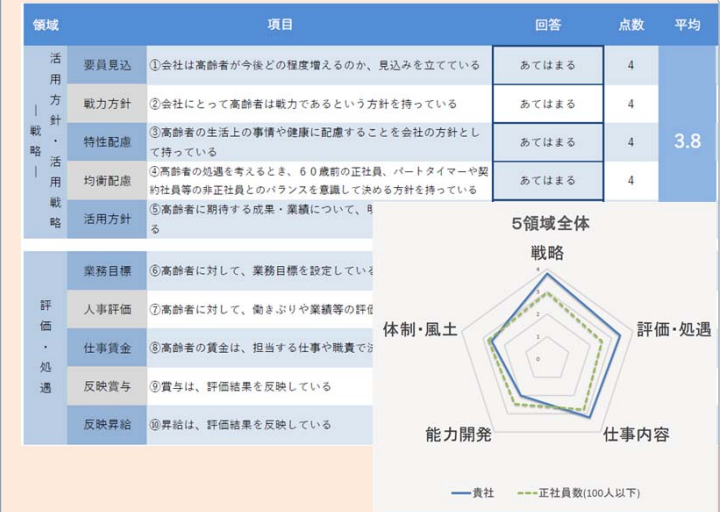 領域 項目 回答 点数 平均
活用方針・活用戦略
―戦略―
要員見込 ①会社は高齢者が今後どの程度増えるのか、見込みを立てている あてはまる 4
戦力方針 ②会社にとって高齢者は戦力であるという方針を持っている あてはまる 4
特性配慮 ③高齢者の生活上の事情や健康に配慮することを会社の方針とし
て持っている あてはまる 4
3.8
均衡配慮 ④高齢者の処遇を考えるとき、60歳前の正社員、パートタイマーや契
約社員等の非正社員とのバランスを意識して決める方針を持っている あてはまる 4
活用方針 ⑤高齢者に期待する成果・業績について、
る
評価・処遇
業務目標 ⑥高齢者に対して、業務目標を設定している
人事評価 ⑦高齢者に対して、働きぶりや業績等の評価
仕事賃金 ⑧高齢者の賃金は、担当する仕事や職責で
反映賞与 ⑨賞与は、評価結果を反映している
反映昇給 ⑩昇給は、評価結果を反映している
5領域全体
戦略
4
3
2
1
0
体制・風土
評価・処遇
能力開発
仕事内容
貴社 正社員数(100人以下)